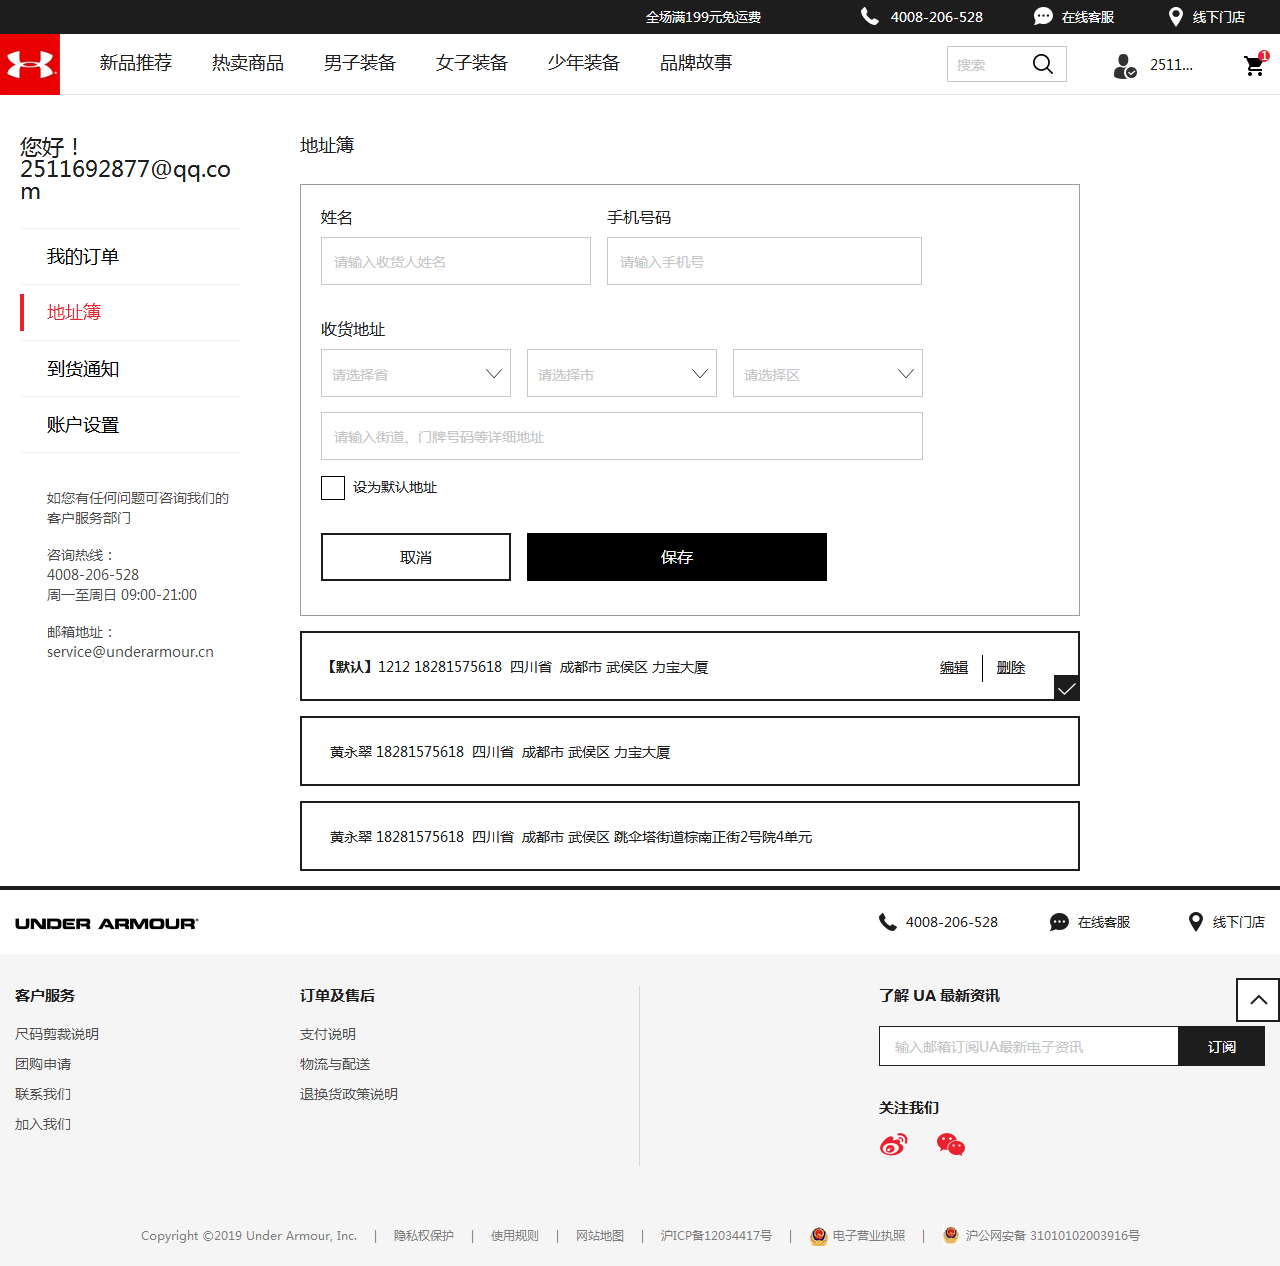 全场满199元免运费
4008-206-528
在线客服
线下门店
新品推荐 热卖商品 男子装备 女子装备 少年装备 品牌故事
搜索
2511...
1
您好！
2511692877@qq.co
m
我的订单
地址簿
到货通知
账户设置
如您有任何问题可咨询我们的
客户服务部门
咨询热线：
4008-206-528
周一至周日 09:00-21:00
邮箱地址：
service@underarmour.cn
地址簿
姓名 手机号码
请输入收货人姓名 请输入手机号
收货地址
请选择省 请选择市 请选择区
请输入街道、门牌号码等详细地址
设为默认地址
取消 保存
【默认】1212 18281575618 四川省 成都市 武侯区 力宝大厦 编辑 删除
黄永翠 18281575618 四川省 成都市 武侯区 力宝大厦
黄永翠 18281575618 四川省 成都市 武侯区 跳伞塔街道棕南正街2号院4单元
UNDER ARMOUR 4008-206-528 在线客服 线下门店
客户服务
尺码剪裁说明
团购申请
联系我们
加入我们
订单及售后
支付说明
物流与配送
退换货政策说明
了解 UA 最新资讯
输入邮箱订阅UA最新电子资讯 订阅
关注我们
Copyright ©2019 Under Armour, Inc. | 隐私权保护 | 使用规则 | 网站地图 | 沪ICP备12034417号 | 电子营业执照 | 沪公网安备 31010102003916号